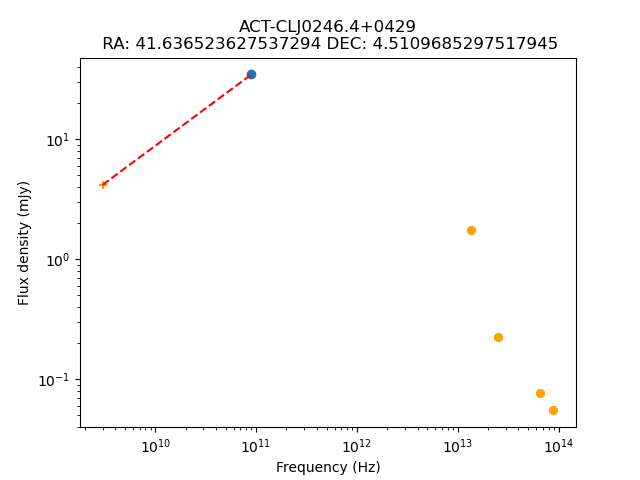 ACT-CLJ0246.4+0429
RA: 41.636523627537294 DEC: 4.5109685297517945
10^1
10^0
10^-1
Flux density (mJy)
10^10
10^11
10^12
10^13
10^14
Frequency (Hz)